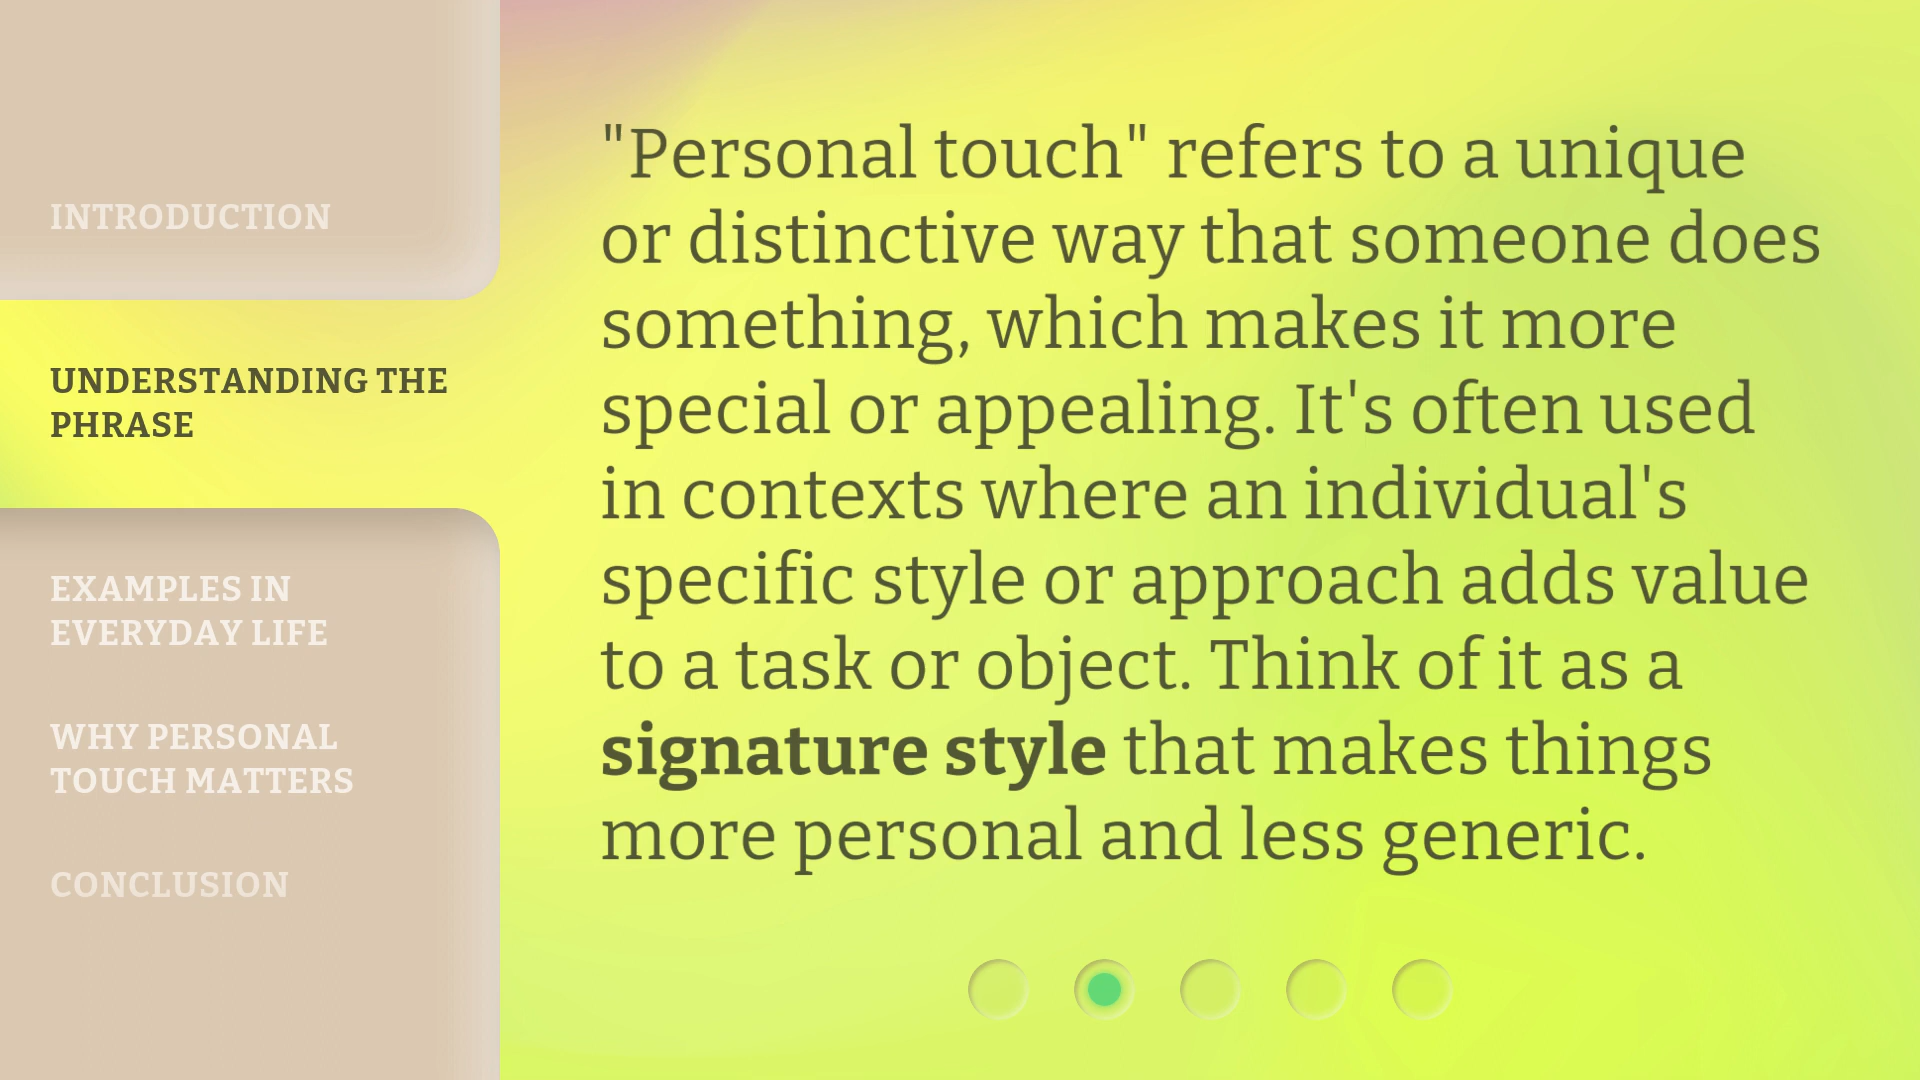 INTRODUCTION
UNDERSTANDING THE
PHRASE
EXAMPLES IN
EVERYDAY LIFE
WHY PERSONAL
TOUCH MATTERS
CONCLUSION
"Personal touch" refers to a unique
or distinctive way that someone does
something, which makes it more
special or appealing. It's often used
in contexts where an individual's
specific style or approach adds value
to a task or object. Think of it as a
signature style that makes things
more personal and less generic.